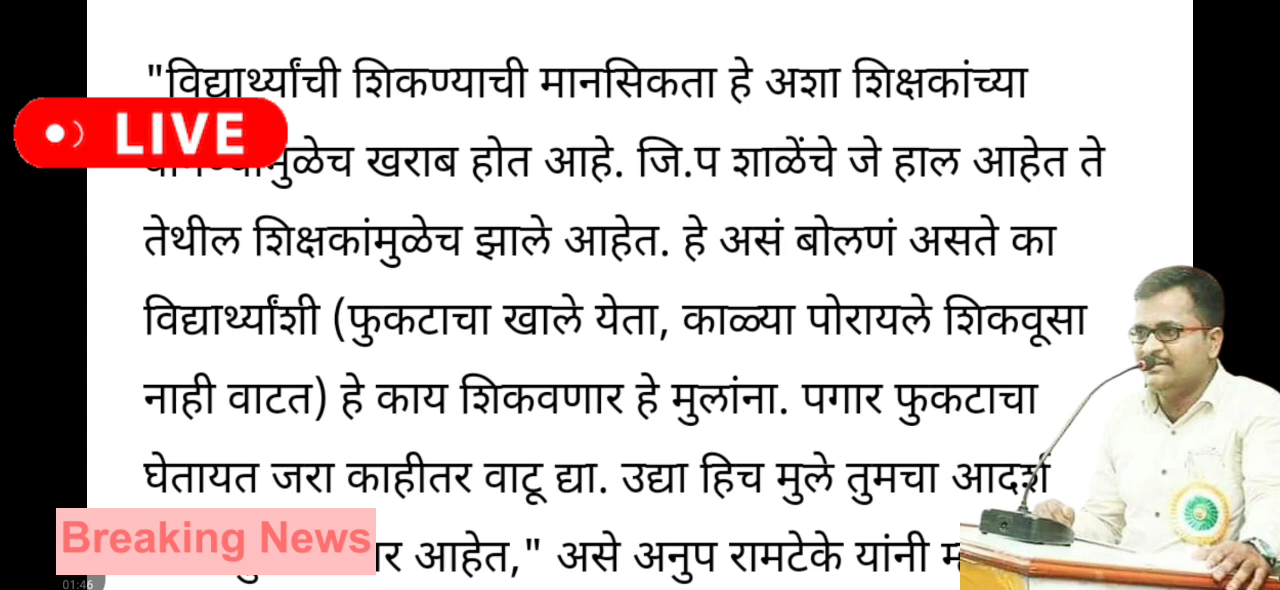 "विद्यार्थ्यांची शिकण्याची मानसिकता हे अशा शिक्षकांच्या
LIVE
खराब होत आहे. जि.प शाळेंचे जे हाल आहेत ते
तेथील शिक्षकांमुळेच झाले आहेत. हे असं बोलणं असते का
विद्यार्थ्यांशी (फुकटाचा खाले येता, काळ्या पोरायले शिकवूसा
नाही वाटत) हे काय शिकवणार हे मुलांना. पगार फुकटाचा
घेतायत जरा काहीतर वाटू द्या. उद्या हिच मुले तुमचा आदर्श
Breaking News
आहेत," असे अनुप रामटेके यांनी
01:46